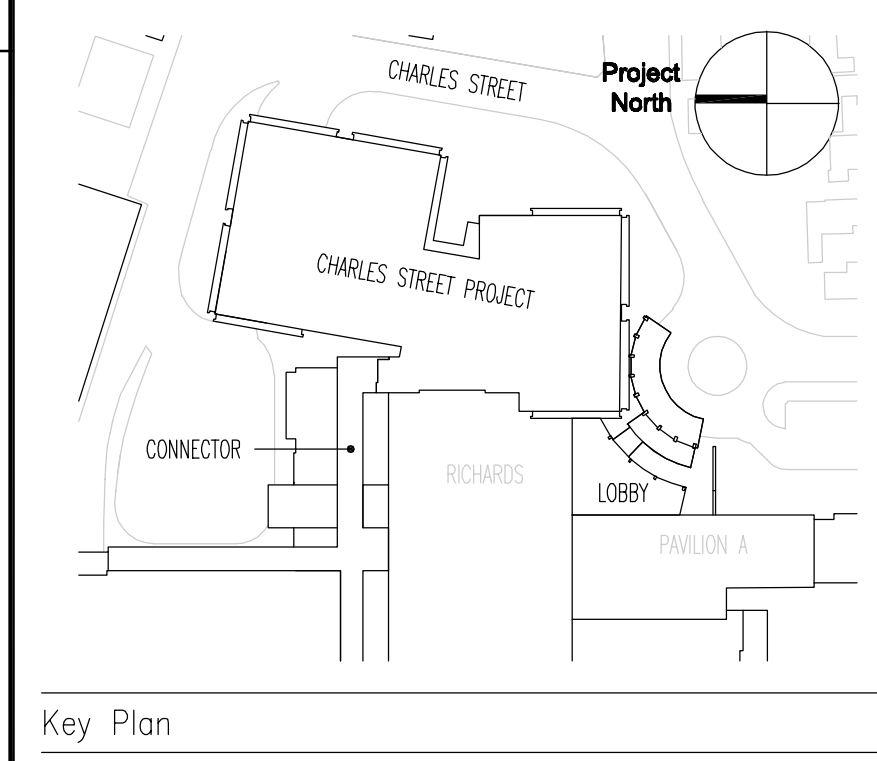 CHARLES STREET
Project
North
CHARLES STREET PROJECT
CONNECTOR
RICHARDS
LOBBY
PAVILION A
Key Plan